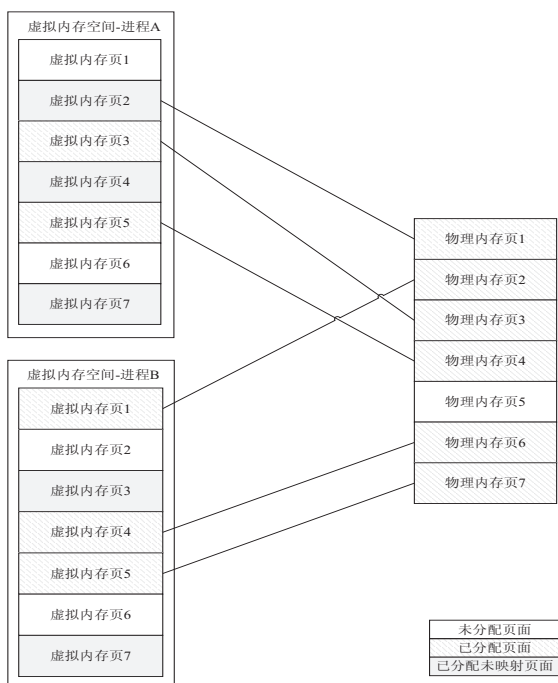 虚拟内存空间-进程A
虚拟内存页1
虚拟内存页2
虚拟内存页3
虚拟内存页4
虚拟内存页5
虚拟内存页6
虚拟内存页7
虚拟内存空间-进程B
虚拟内存页1
虚拟内存页2
虚拟内存页3
虚拟内存页4
虚拟内存页5
虚拟内存页6
虚拟内存页7
物理内存页1
物理内存页2
物理内存页3
物理内存页4
物理内存页5
物理内存页6
物理内存页7
未分配页面
已分配页面
已分配未映射页面